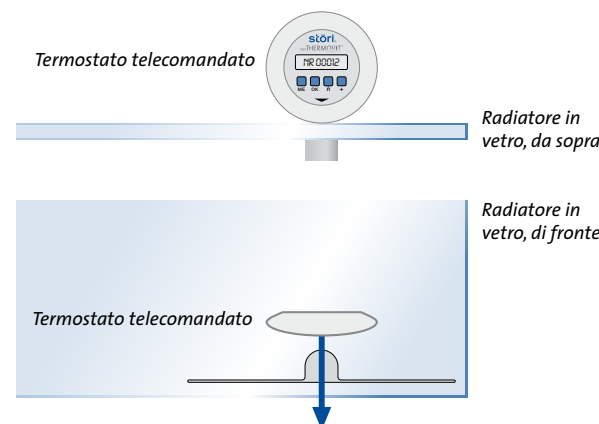 Termostato telecomandato
störi
THERMOVIT
NR 00012
ME OK n +
Radiatore in
vetro, da sopra
Radiatore in
vetro, di fronte
Termostato telecomandato